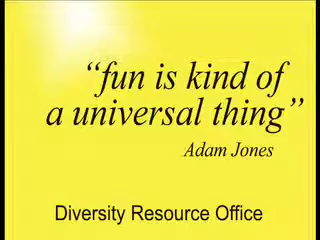 “fun is kind of
a universal thing”
Adam Jones
Diversity Resource Office